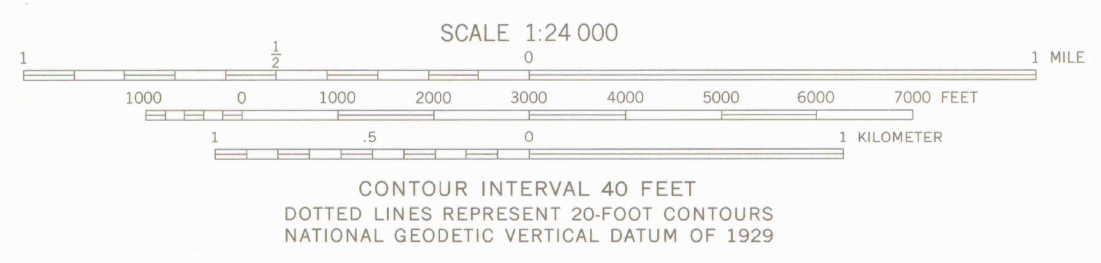 SCALE 1:24 000
1 1/2 0 1 MILE
1000 0 1000 2000 3000 4000 5000 6000 7000 FEET
1 .5 0 1 KILOMETER
CONTOUR INTERVAL 40 FEET
DOTTED LINES REPRESENT 20-FOOT CONTOURS
NATIONAL GEODETIC VERTICAL DATUM OF 1929